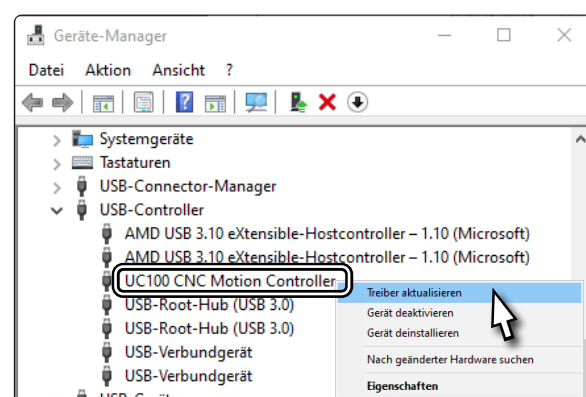 Geräte-Manager
Datei Aktion Ansicht ?
Systemgeräte
Tastaturen
USB-Connector-Manager
USB-Controller
AMD USB 3.10 eXtensible-Hostcontroller – 1.10 (Microsoft)
AMD USB 3.10 eXtensible-Hostcontroller – 1.10 (Microsoft)
UC100 CNC Motion Controller
USB-Root-Hub (USB 3.0)
USB-Root-Hub (USB 3.0)
USB-Verbundgerät
USB-Verbundgerät
Treiber aktualisieren
Gerät deaktivieren
Gerät deinstallieren
Nach geänderter Hardware suchen
Eigenschaften